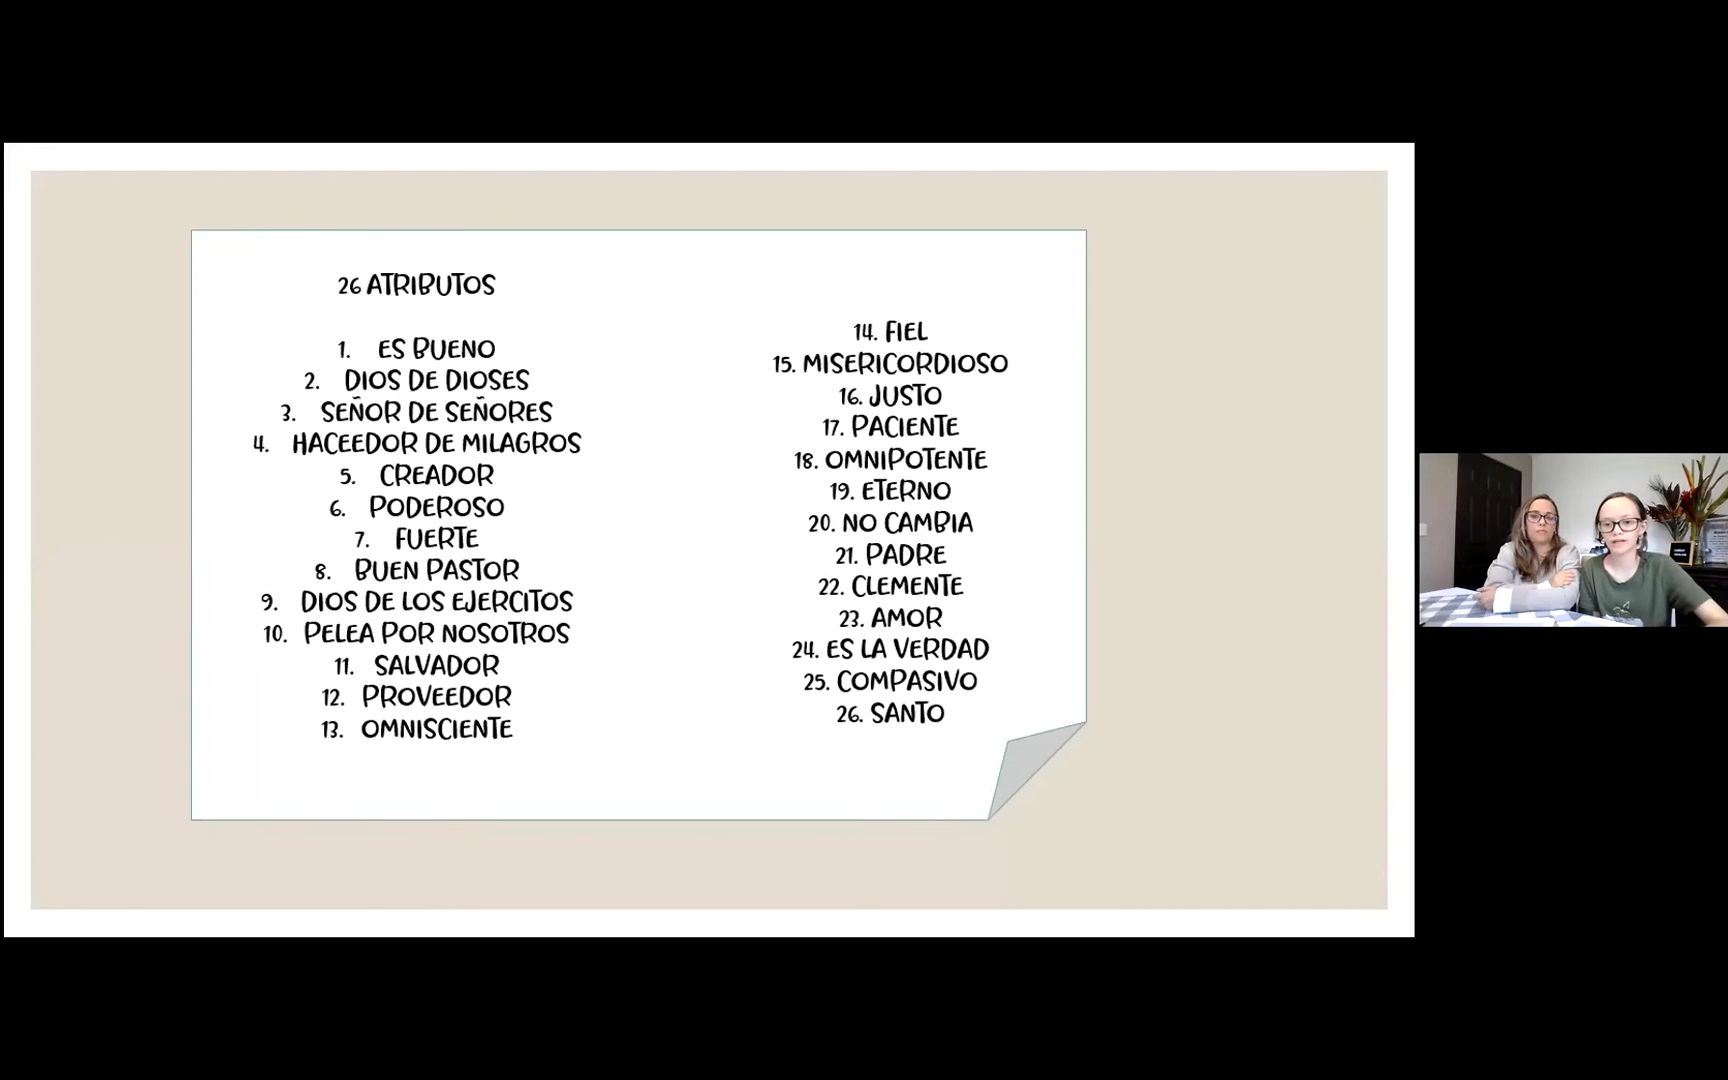 26 ATRIBUTOS
1. ES BUENO
2. DIOS DE DIOSES
3. SEÑOR DE SEÑORES
4. HACEEDOR DE MILAGROS
5. CREADOR
6. PODEROSO
7. FUERTE
8. BUEN PASTOR
9. DIOS DE LOS EJERCITOS
10. PELEA POR NOSOTROS
11. SALVADOR
12. PROVEEDOR
13. OMNISCIENTE
14. FIEL
15. MISERICORDIOSO
16. JUSTO
17. PACIENTE
18. OMNIPOTENTE
19. ETERNO
20. NO CAMBIA
21. PADRE
22. CLEMENTE
23. AMOR
24. ES LA VERDAD
25. COMPASIVO
26. SANTO